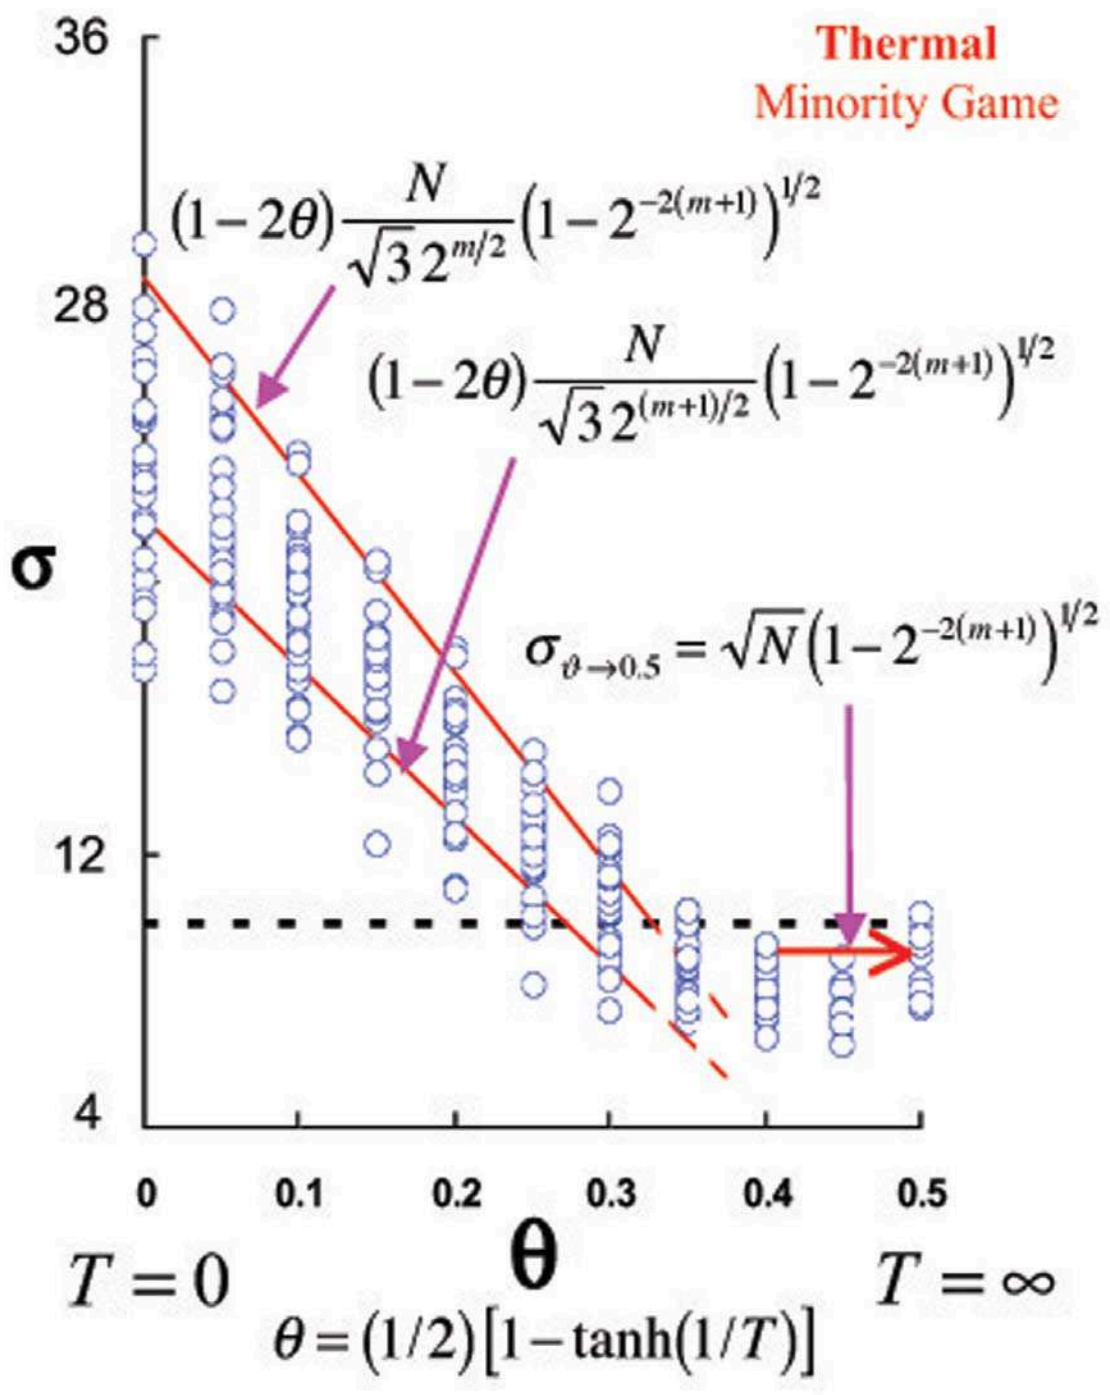 36
Thermal
Minority Game
(1−2θ) N/(√3 2^{m/2}) (1−2^{−2(m+1)})^{1/2}
28
(1−2θ) N/(√3 2^{(m+1)/2}) (1−2^{−2(m+1)})^{1/2}
σ
σ_{ϑ→0.5} = √N(1−2^{−2(m+1)})^{1/2}
12
4
0 0.1 0.2 0.3 0.4 0.5
T = 0 θ T = ∞
θ = (1/2)[1−tanh(1/T)]